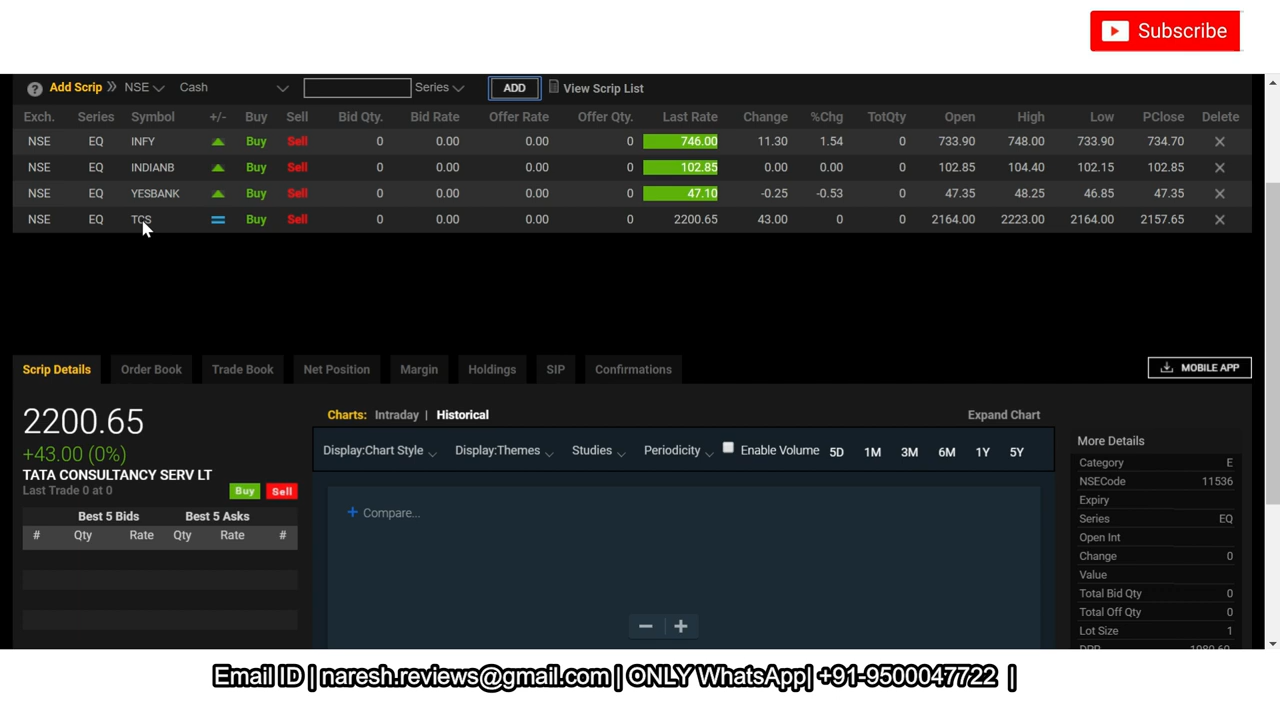 Subscribe
? Add Scrip » NSE Cash Series ADD View Scrip List
Exch. Series Symbol +/- Buy Sell Bid Qty. Bid Rate Offer Rate Offer Qty. Last Rate Change %Chg TotQty Open High Low PClose Delete
NSE EQ INFY Buy Sell 0 0.00 0.00 0 746.00 11.30 1.54 0 733.90 748.00 733.90 734.70 ×
NSE EQ INDIANB Buy Sell 0 0.00 0.00 0 102.85 0.00 0.00 0 102.85 104.40 102.15 102.85 ×
NSE EQ YESBANK Buy Sell 0 0.00 0.00 0 47.10 -0.25 -0.53 0 47.35 48.25 46.85 47.35 ×
NSE EQ TCS = Buy Sell 0 0.00 0.00 0 2200.65 43.00 0 0 2164.00 2223.00 2164.00 2157.65 ×
Scrip Details Order Book Trade Book Net Position Margin Holdings SIP Confirmations MOBILE APP
2200.65
+43.00 (0%)
TATA CONSULTANCY SERV LT
Last Trade 0 at 0
Buy Sell
Best 5 Bids Best 5 Asks
# Qty Rate Qty Rate #
Charts: Intraday | Historical Expand Chart
Display:Chart Style Display:Themes Studies Periodicity Enable Volume 5D 1M 3M 6M 1Y 5Y
+ Compare...
− | +
More Details
Category E
NSECode 11536
Expiry
Series EQ
Open Int
Change 0
Value
Total Bid Qty 0
Total Off Qty 0
Lot Size 1
Email ID | naresh.reviews@gmail.com | ONLY WhatsApp| +91-9500047722 |